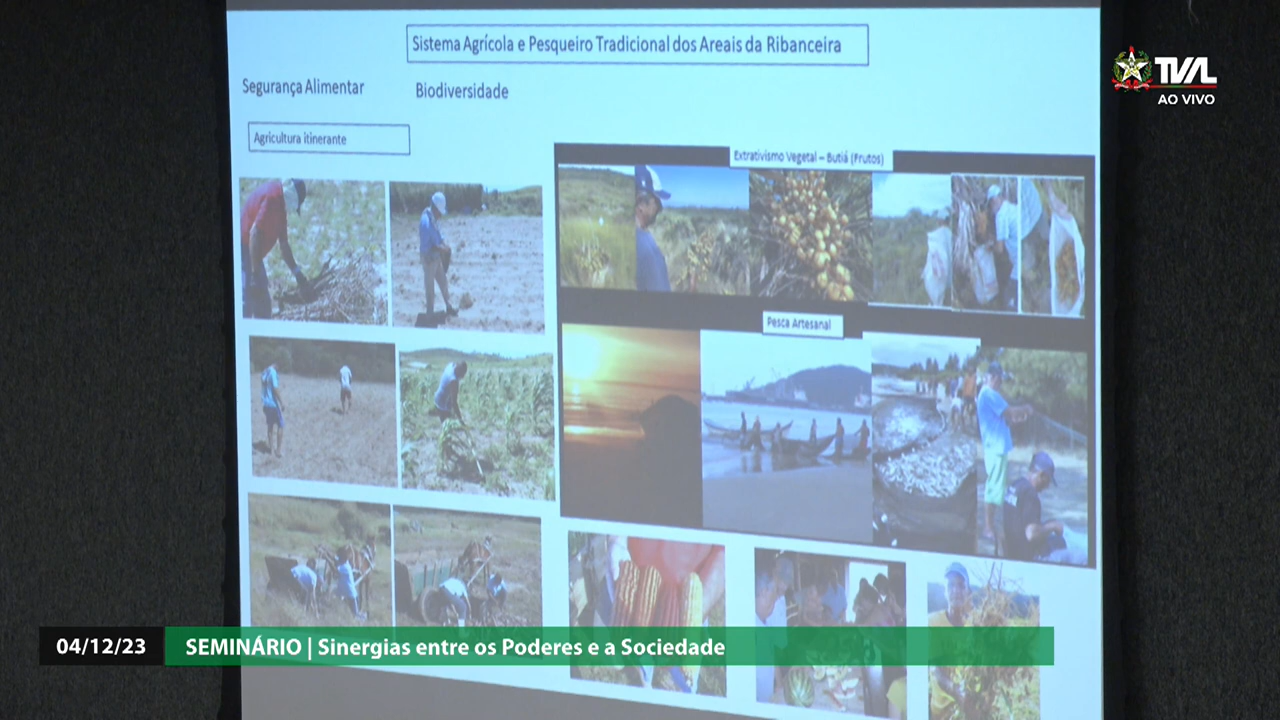 Sistema Agrícola e Pesqueiro Tradicional dos Areais da Ribanceira
Segurança Alimentar
Biodiversidade
Agricultura itinerante
Extrativismo Vegetal – Butiá (Frutos)
Pesca Artesanal
TVAL
AO VIVO
04/12/23
SEMINÁRIO | Sinergias entre os Poderes e a Sociedade